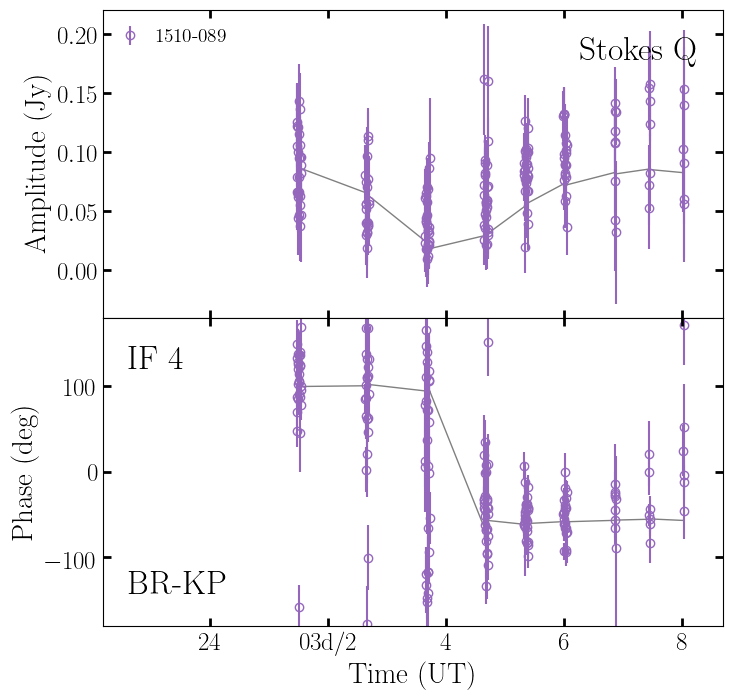 1510-089
Stokes Q
0.20
0.15
0.10
0.05
0.00
Amplitude (Jy)
IF 4
100
0
−100
Phase (deg)
BR-KP
24 03d/2 4 6 8
Time (UT)